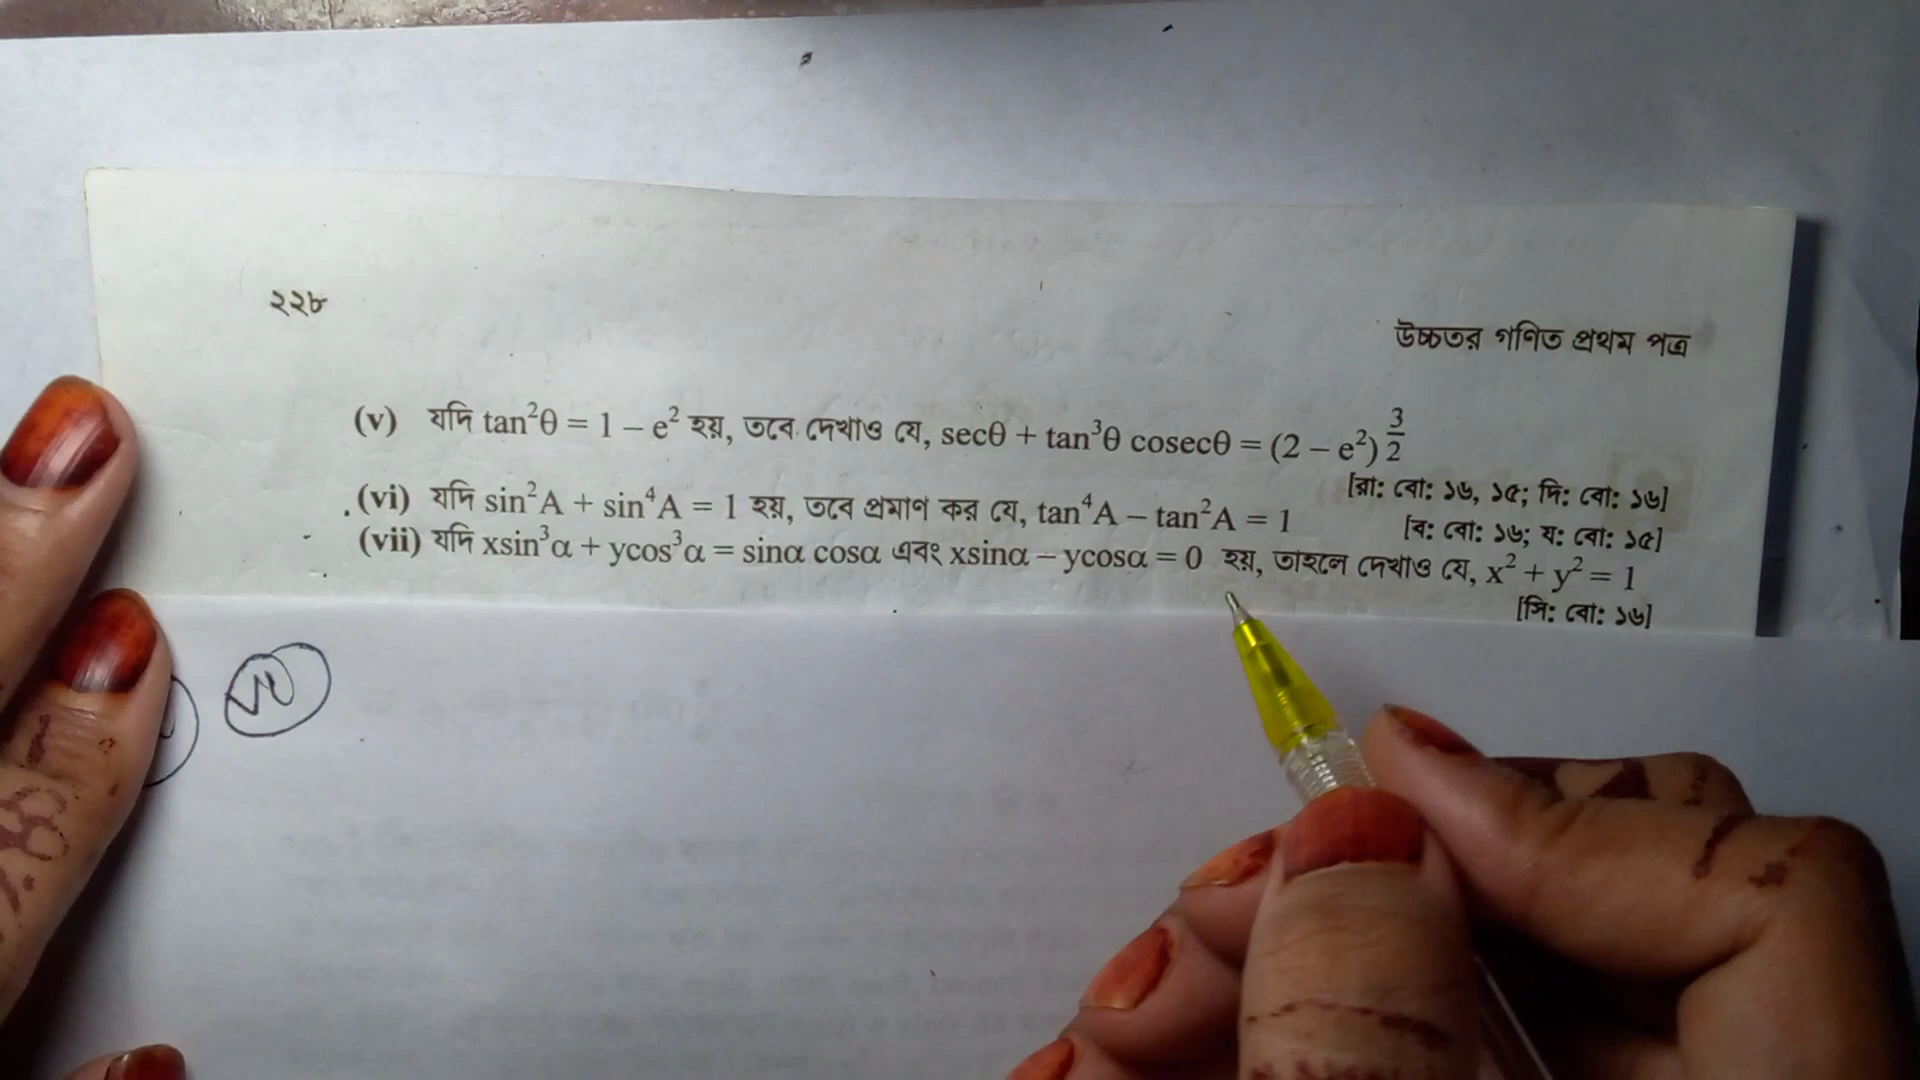 ২২৮
উচ্চতর গণিত প্রথম পত্র
(v) যদি tan²θ = 1 – e² হয়, তবে দেখাও যে, secθ + tan³θ cosecθ = (2 – e²)^(3/2)
[রা: বো: ১৬, ১৫; দি: বো: ১৬]
(vi) যদি sin²A + sin⁴A = 1 হয়, তবে প্রমাণ কর যে, tan⁴A – tan²A = 1
[ব: বো: ১৬; য: বো: ১৫]
(vii) যদি xsin³α + ycos³α = sinα cosα এবং xsinα – ycosα = 0 হয়, তাহলে দেখাও যে, x² + y² = 1
[সি: বো: ১৬]